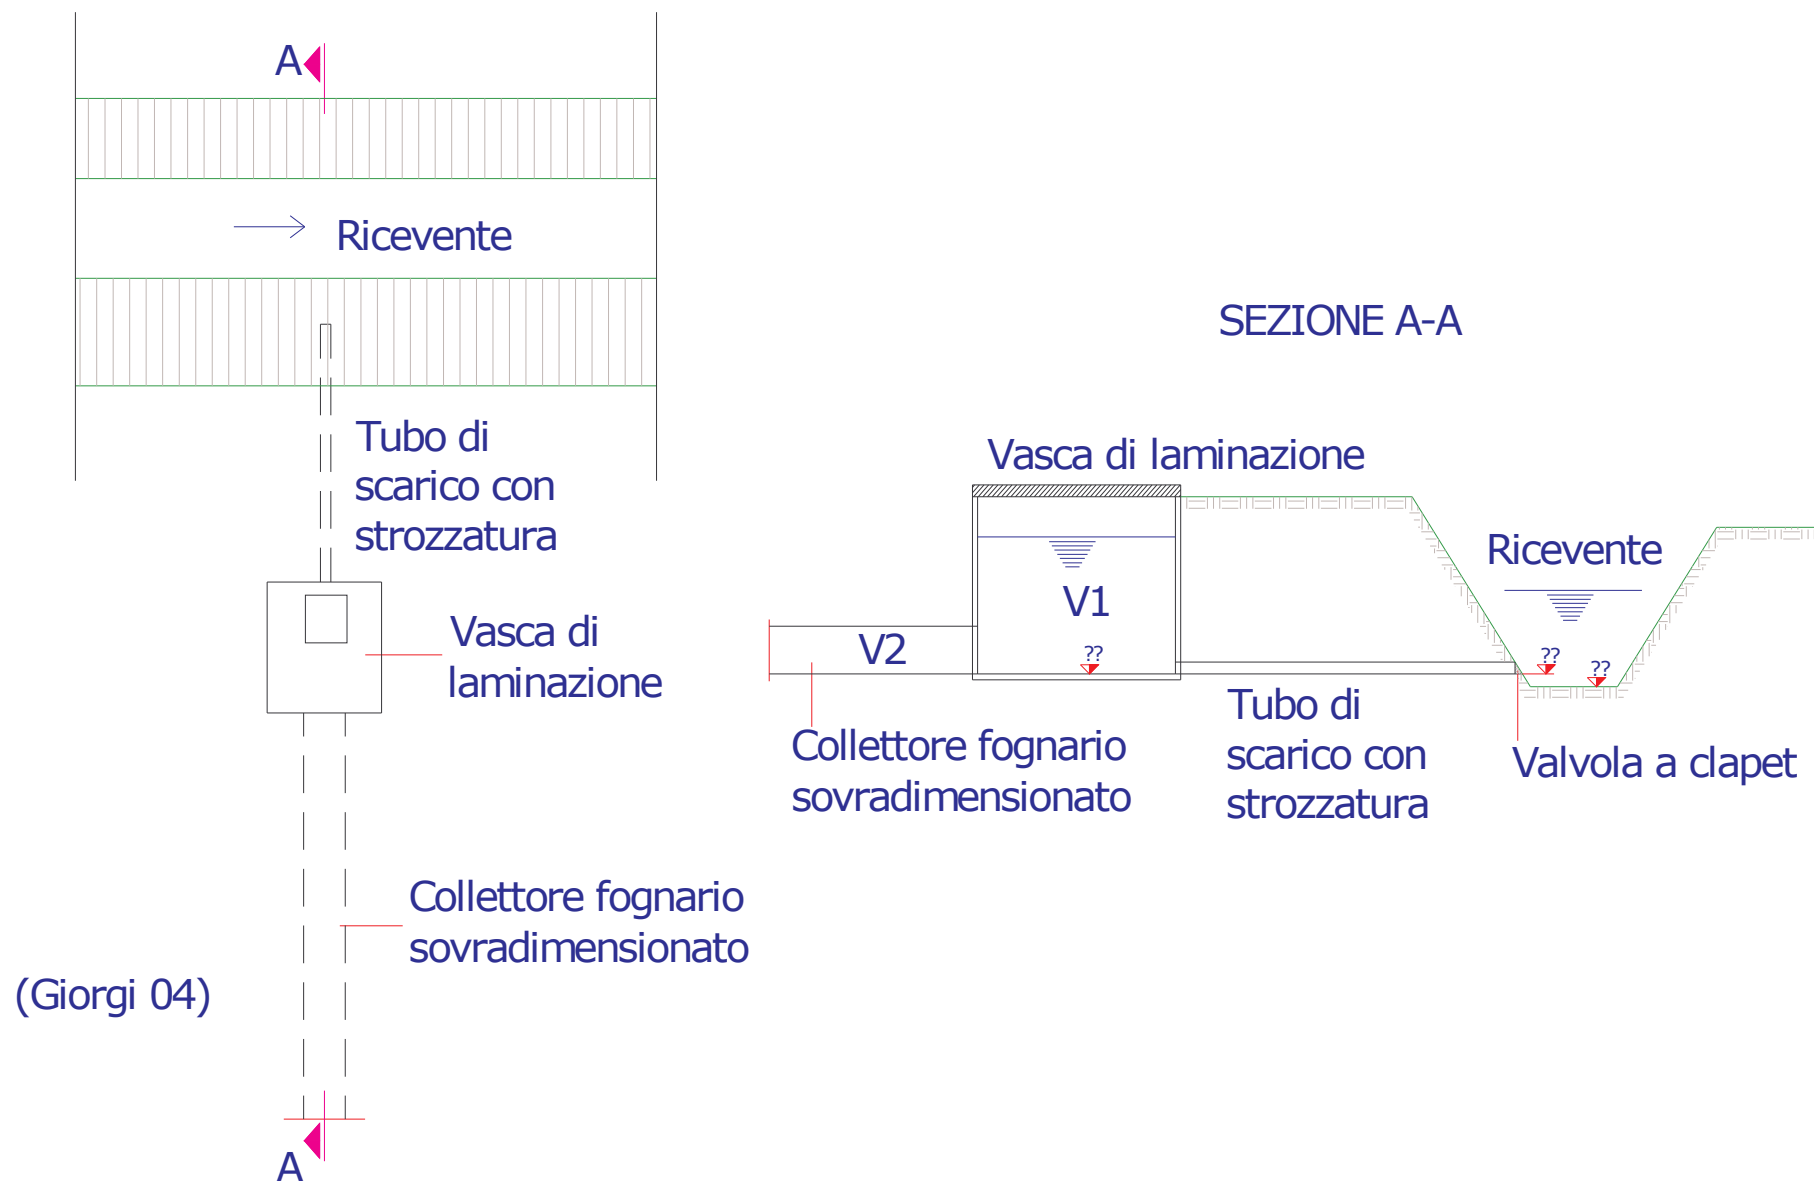 A
Ricevente
Tubo di
scarico con
strozzatura
Vasca di
laminazione
Collettore fognario
sovradimensionato
(Giorgi 04)
A
SEZIONE A-A
Vasca di laminazione
Ricevente
V1
V2
??
??
??
Tubo di
scarico con
strozzatura
Collettore fognario
sovradimensionato
Valvola a clapet